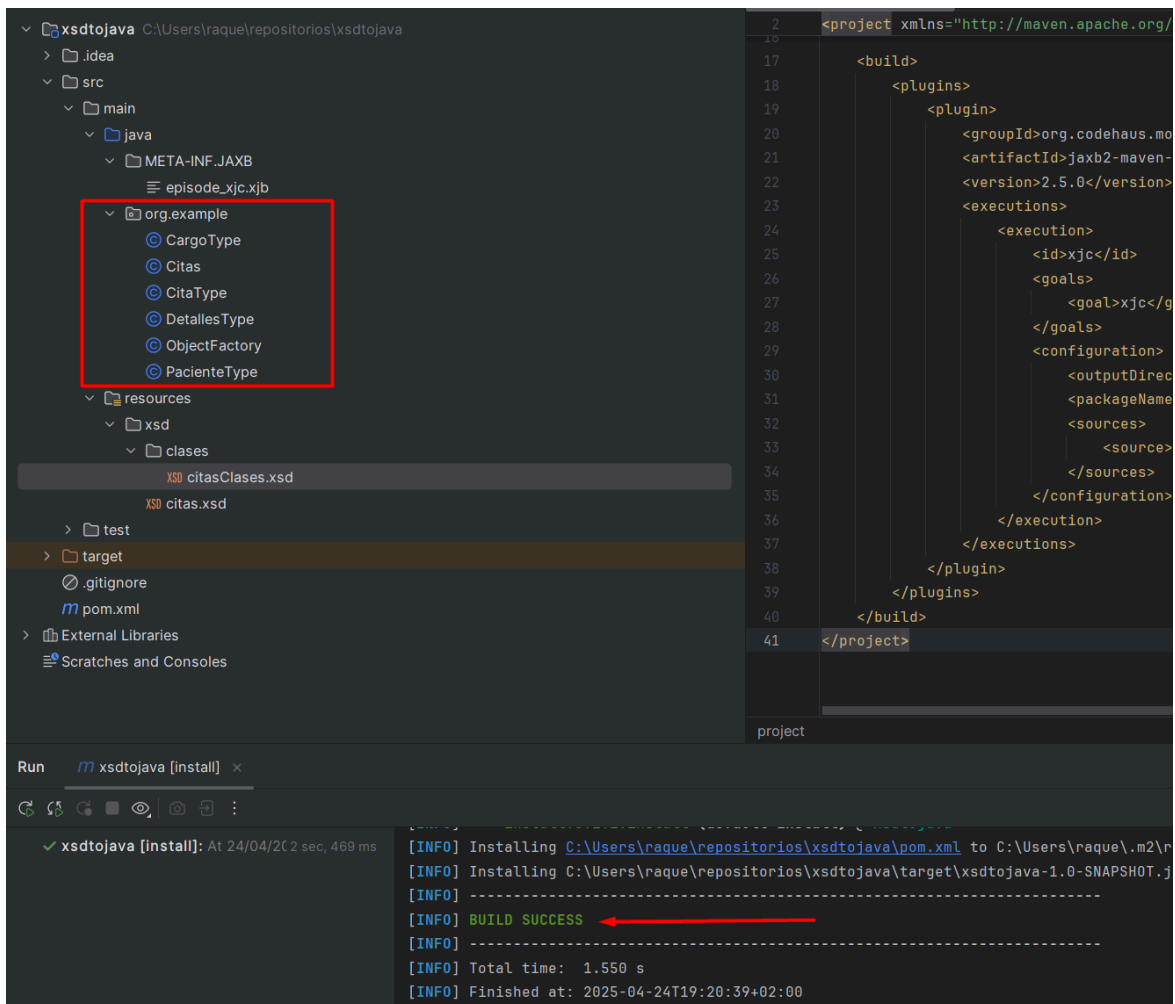 xsdtojava C:\Users\raque\repositorios\xsdtojava
.idea
src
main
java
META-INF.JAXB
episode_xjc.xjb
org.example
CargoType
Citas
CitaType
DetallesType
ObjectFactory
PacienteType
resources
xsd
clases
XSD citasClases.xsd
XSD citas.xsd
test
target
.gitignore
m pom.xml
External Libraries
Scratches and Consoles
2 <project xmlns="http://maven.apache.org/
16
17 <build>
18 <plugins>
19 <plugin>
20 <groupId>org.codehaus.mo
21 <artifactId>jaxb2-maven-
22 <version>2.5.0</version>
23 <executions>
24 <execution>
25 <id>xjc</id>
26 <goals>
27 <goal>xjc</g
28 </goals>
29 <configuration>
30 <outputDirec
31 <packageName
32 <sources>
33 <source>
34 </sources>
35 </configuration>
36 </execution>
37 </executions>
38 </plugin>
39 </plugins>
40 </build>
41 </project>
project
Run m xsdtojava [install] ×
xsdtojava [install]: At 24/04/20 2 sec, 469 ms
[INFO] Installing C:\Users\raque\repositorios\xsdtojava\pom.xml to C:\Users\raque\.m2\r
[INFO] Installing C:\Users\raque\repositorios\xsdtojava\target\xsdtojava-1.0-SNAPSHOT.j
[INFO] ------------------------------------------------------------------------
[INFO] BUILD SUCCESS
[INFO] ------------------------------------------------------------------------
[INFO] Total time: 1.550 s
[INFO] Finished at: 2025-04-24T19:20:39+02:00